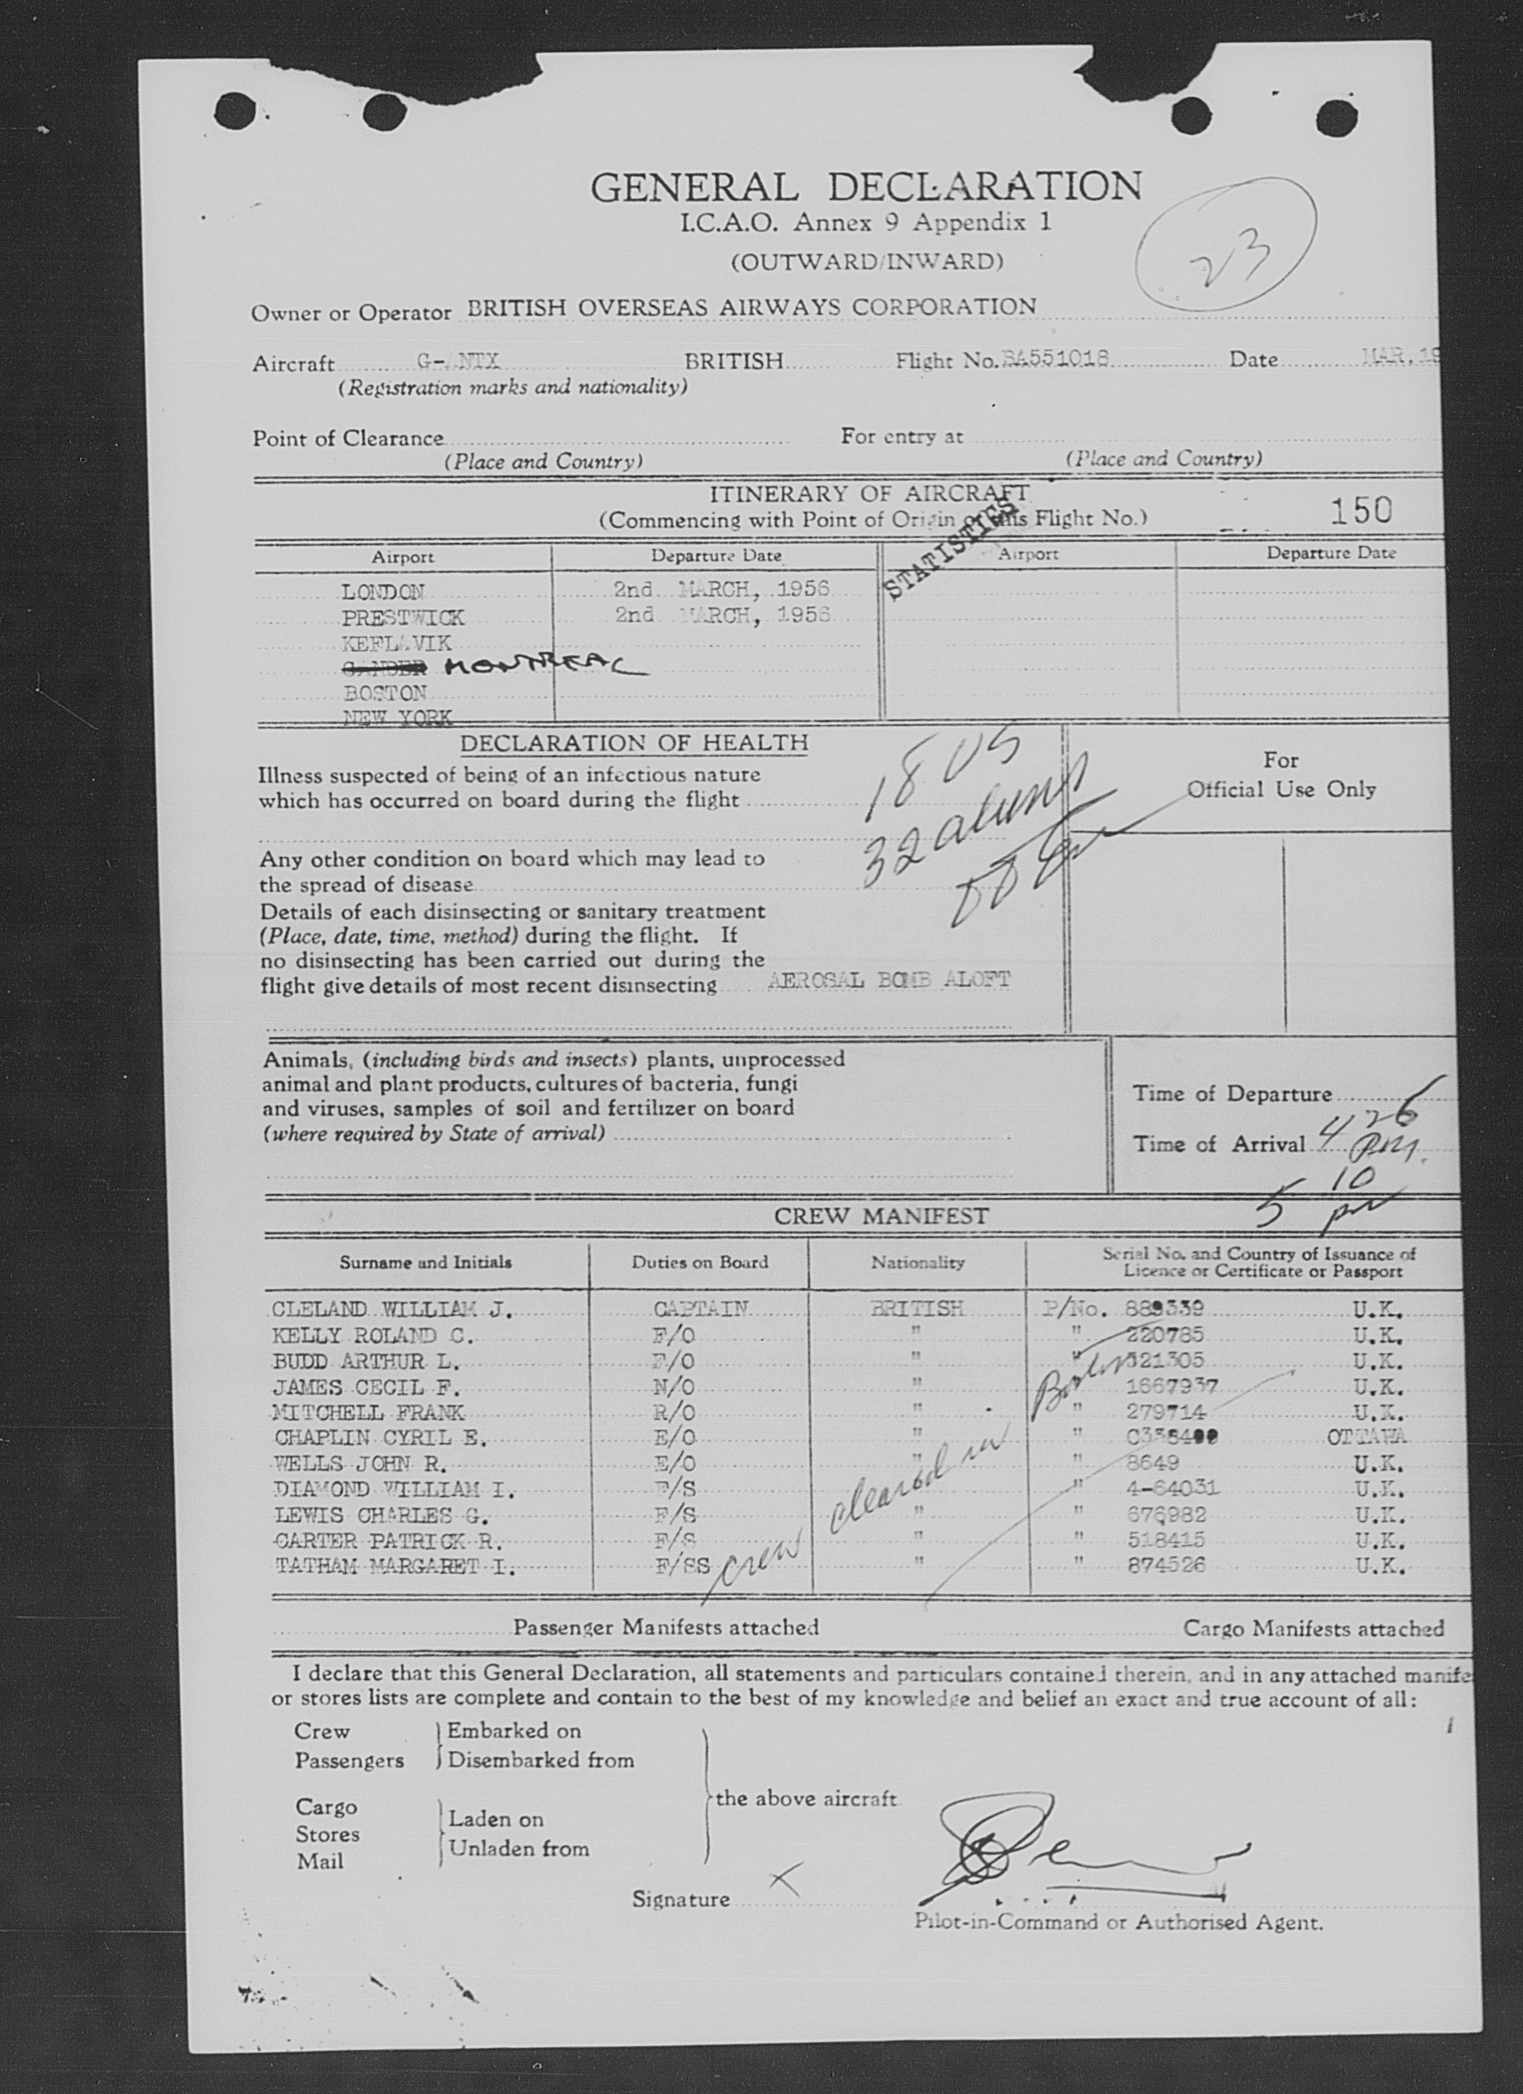 GENERAL DECLARATION
I.C.A.O. Annex 9 Appendix 1
(OUTWARD/INWARD)
23
Owner or Operator BRITISH OVERSEAS AIRWAYS CORPORATION
Aircraft G-ANTX BRITISH Flight No. BA551018 Date MAR.19
(Registration marks and nationality)
Point of Clearance For entry at
(Place and Country) (Place and Country)
ITINERARY OF AIRCRAFT
(Commencing with Point of Origin of this Flight No.) 150
STATISTICS
Airport Departure Date Airport Departure Date
LONDON 2nd MARCH, 1956
PRESTWICK 2nd MARCH, 1956
KEFLAVIK
GANDER MONTREAL
BOSTON
NEW YORK
DECLARATION OF HEALTH
Illness suspected of being of an infectious nature
which has occurred on board during the flight
1805
32 aliens
For
Official Use Only
Any other condition on board which may lead to
the spread of disease
Details of each disinsecting or sanitary treatment
(Place, date, time, method) during the flight. If
no disinsecting has been carried out during the
flight give details of most recent disinsecting AEROSAL BOMB ALOFT
Animals, (including birds and insects) plants, unprocessed
animal and plant products, cultures of bacteria, fungi
and viruses, samples of soil and fertilizer on board
(where required by State of arrival)
Time of Departure
Time of Arrival 4 26 PM.
5 10 pm
CREW MANIFEST
Surname and Initials Duties on Board Nationality Serial No. and Country of Issuance of
Licence or Certificate or Passport
CLELAND WILLIAM J. CAPTAIN BRITISH P/No. 889339 U.K.
KELLY ROLAND C. F/O " " 220785 U.K.
BUDD ARTHUR L. F/O " " 521305 U.K.
JAMES CECIL F. N/O " " 1667937 U.K.
MITCHELL FRANK R/O " " 279714 U.K.
CHAPLIN CYRIL E. E/O " " OTTAWA
WELLS JOHN R. E/O " " 8649 U.K.
DIAMOND WILLIAM I. F/S " " 4-64031 U.K.
LEWIS CHARLES G. F/S " " 676982 U.K.
CARTER PATRICK R. F/S " " 518415 U.K.
TATHAM MARGARET I. F/SS " " 874526 U.K.
crew cleared in Boston
Passenger Manifests attached Cargo Manifests attached
I declare that this General Declaration, all statements and particulars contained therein, and in any attached manife
or stores lists are complete and contain to the best of my knowledge and belief an exact and true account of all:
Crew Embarked on
Passengers Disembarked from
the above aircraft
Cargo
Stores Laden on
Mail Unladen from
Signature X
Pilot-in-Command or Authorised Agent.